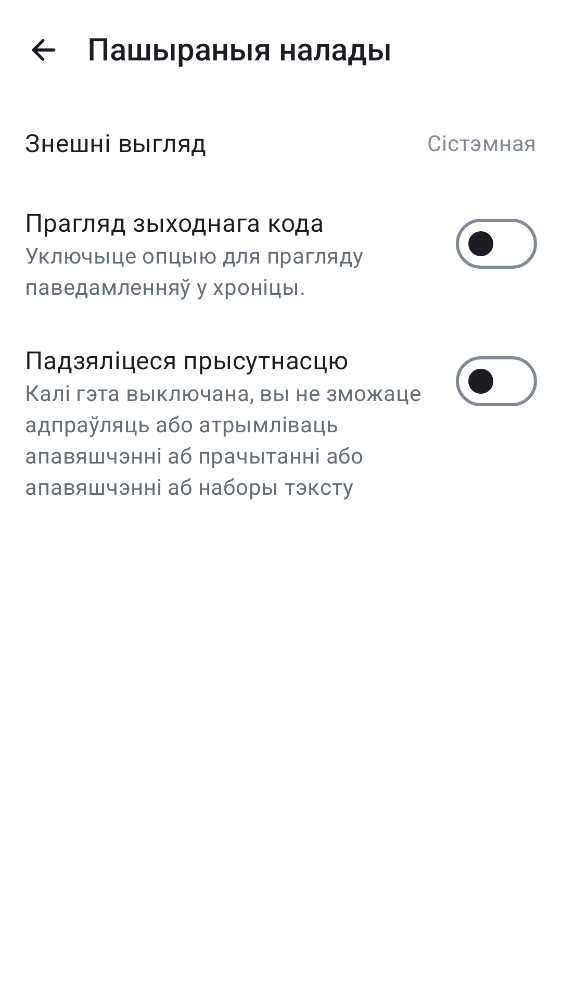 Пашыраныя налады
Знешні выгляд
Сістэмная
Прагляд зыходнага кода
Уключыце опцыю для прагляду
паведамленняў у хроніцы.
Падзяліцеся прысутнасцю
Калі гэта выключана, вы не зможаце
адпраўляць або атрымліваць
апавяшчэнні аб прачытанні або
апавяшчэнні аб наборы тэксту